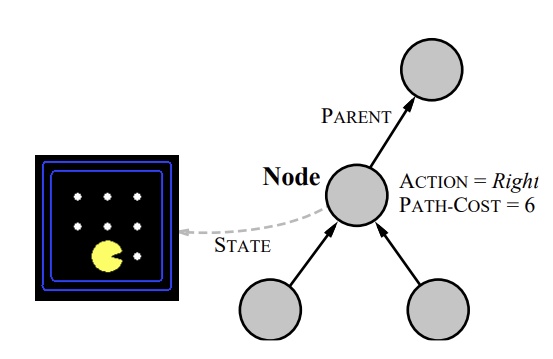 PARENT
Node
ACTION = Right
PATH-COST = 6
STATE